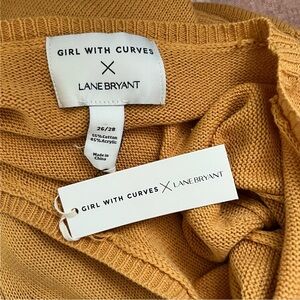 GIRL WITH CURVES
X
LANE BRYANT
26/28
55%Cotton
45%Acrylic
Made in
China
GIRL WITH CURVES X LANE BRYANT